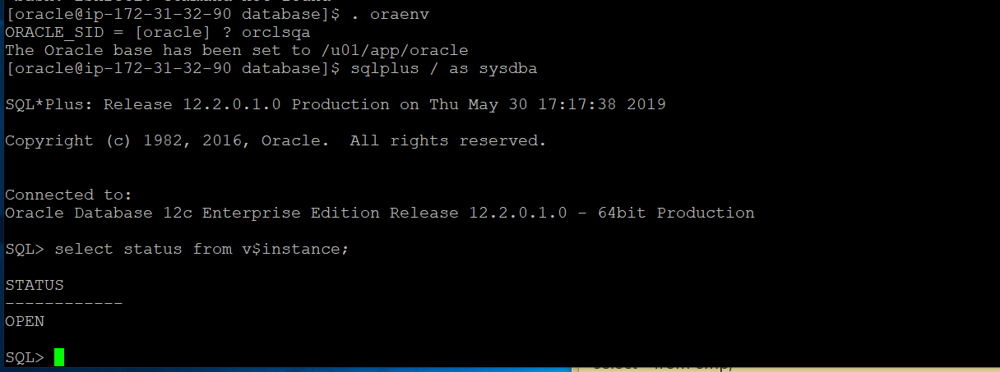 [oracle@ip-172-31-32-90 database]$ . oraenv
ORACLE_SID = [oracle] ? orclsqa
The Oracle base has been set to /u01/app/oracle
[oracle@ip-172-31-32-90 database]$ sqlplus / as sysdba
SQL*Plus: Release 12.2.0.1.0 Production on Thu May 30 17:17:38 2019
Copyright (c) 1982, 2016, Oracle.  All rights reserved.
Connected to:
Oracle Database 12c Enterprise Edition Release 12.2.0.1.0 - 64bit Production
SQL> select status from v$instance;
STATUS
------------
OPEN
SQL>